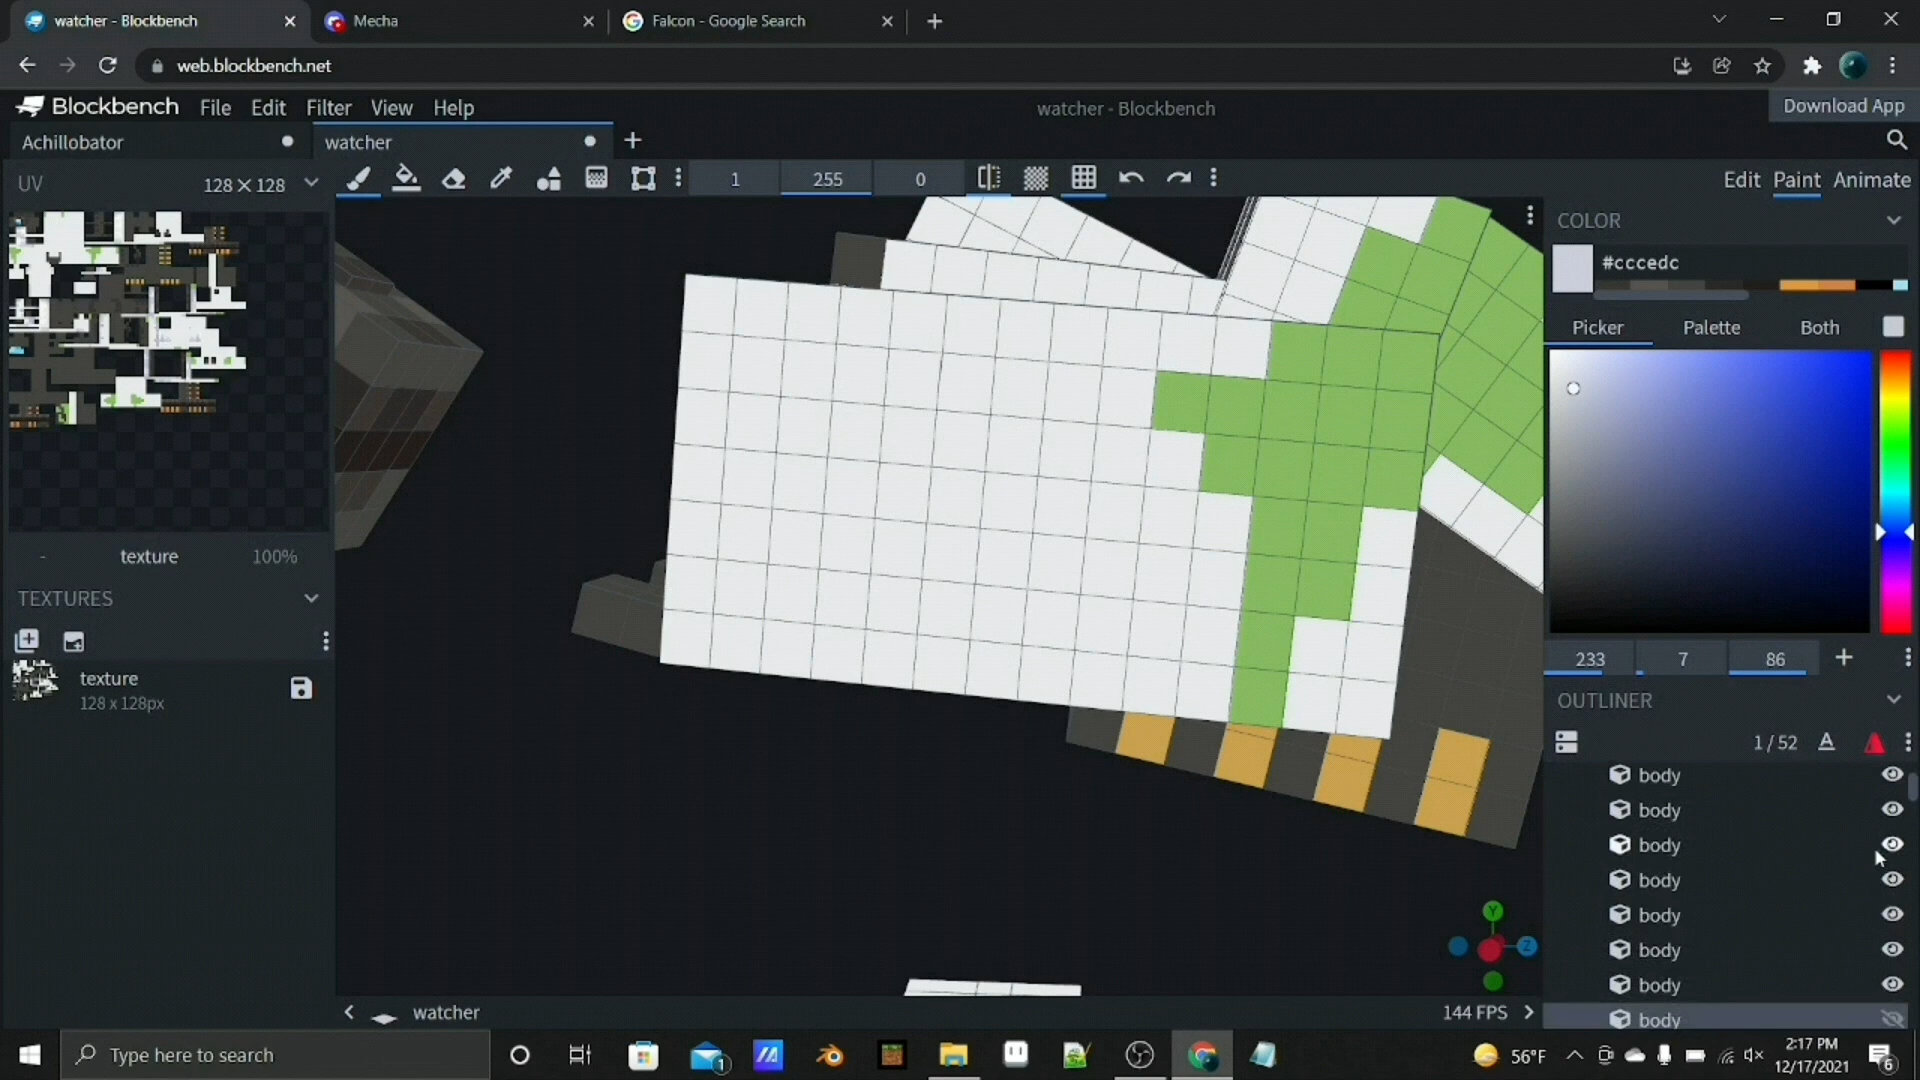 watcher - Blockbench
Mecha
Falcon - Google Search
web.blockbench.net
Blockbench File Edit Filter View Help
watcher - Blockbench
Download App
Achillobator
watcher
UV 128 × 128
1 255 0
Edit Paint Animate
COLOR
#cccedc
Picker Palette Both
- texture 100%
TEXTURES
texture
128 x 128px
233 7 86
OUTLINER
1 / 52
body
body
body
body
body
body
body
body
Y
Z
watcher
144 FPS
Type here to search
1
56°F
2:17 PM
12/17/2021
6